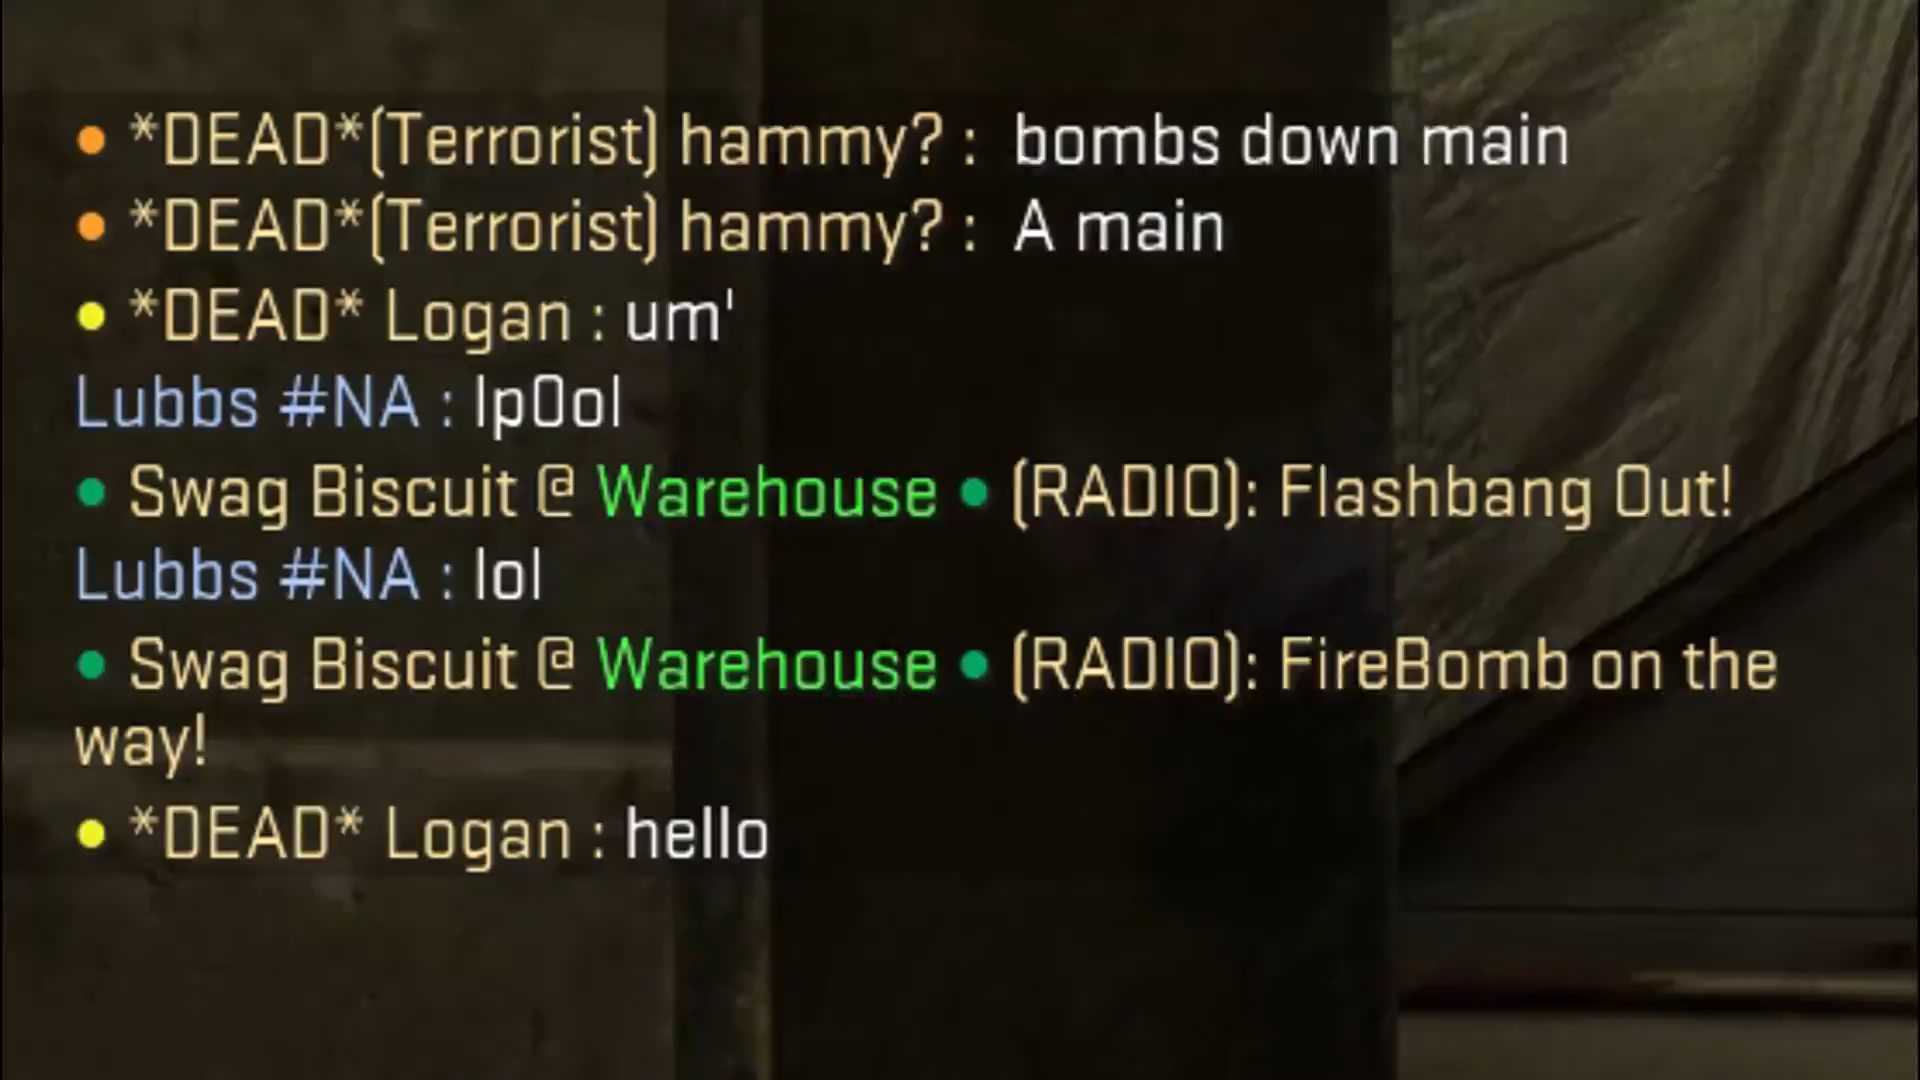 *DEAD*(Terrorist) hammy? : bombs down main
*DEAD*(Terrorist) hammy? : A main
*DEAD* Logan : um'
Lubbs #NA : lp0ol
Swag Biscuit @ Warehouse • (RADIO): Flashbang Out!
Lubbs #NA : lol
Swag Biscuit @ Warehouse • (RADIO): FireBomb on the
way!
*DEAD* Logan : hello